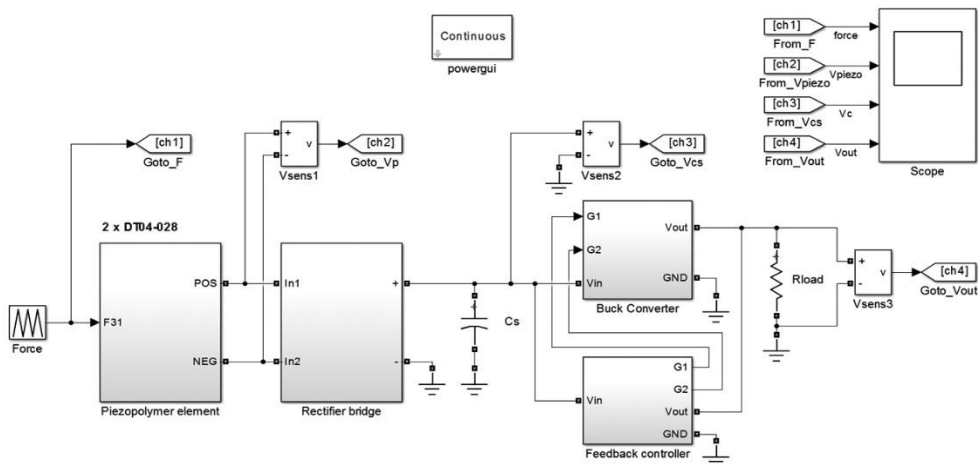 Continuous
powergui
[ch1]
From_F
force
[ch2]
From_Vpiezo
Vpiezo
[ch3]
From_Vcs
Vc
[ch4]
From_Vout
Vout
Scope
[ch1]
Goto_F
+
-
v
Vsens1
[ch2]
Goto_Vp
+
-
v
Vsens2
[ch3]
Goto_Vcs
2 x DT04-028
F31
POS
NEG
Piezopolymer element
Force
In1
In2
+
-
Rectifier bridge
+
Cs
G1
G2
Vin
Vout
GND
Buck Converter
+
Rload
+
-
v
Vsens3
[ch4]
Goto_Vout
Vin
G1
G2
Vout
GND
Feedback controller